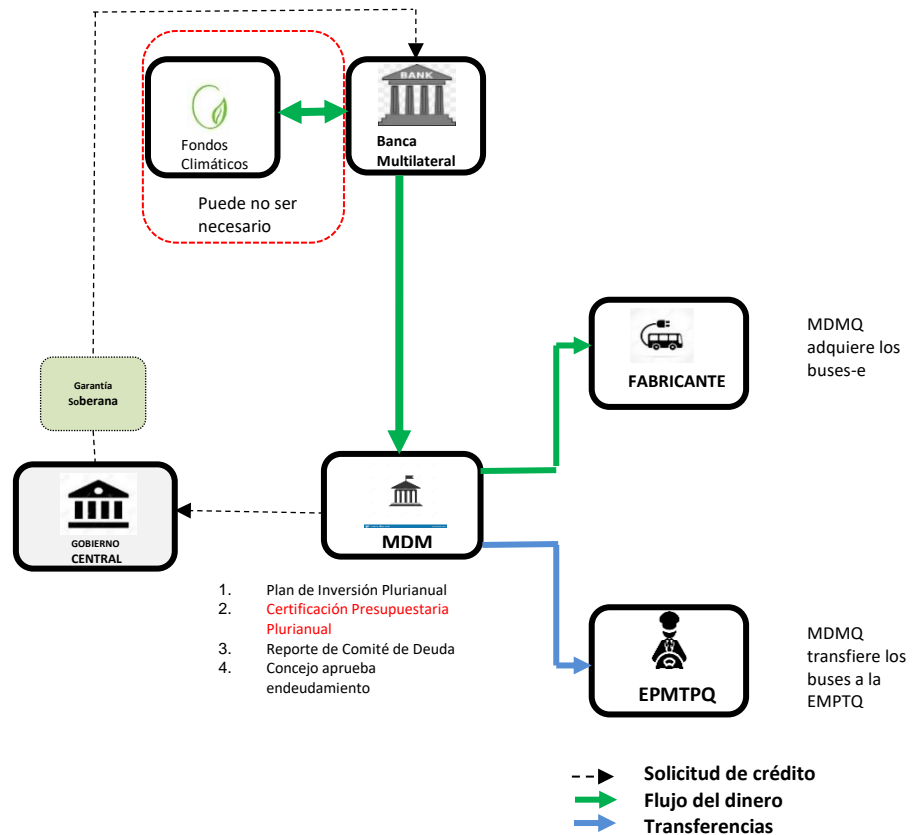 BANK
Fondos
Climáticos
Banca
Multilateral
Puede no ser
necesario
FABRICANTE
MDMQ
adquiere los
buses-e
Garantía
Soberana
GOBIERNO
CENTRAL
MDM
1. Plan de Inversión Plurianual
2. Certificación Presupuestaria
Plurianual
3. Reporte de Comité de Deuda
4. Concejo aprueba
endeudamiento
EPMTPQ
MDMQ
transfiere los
buses a la
EMPTQ
Solicitud de crédito
Flujo del dinero
Transferencias